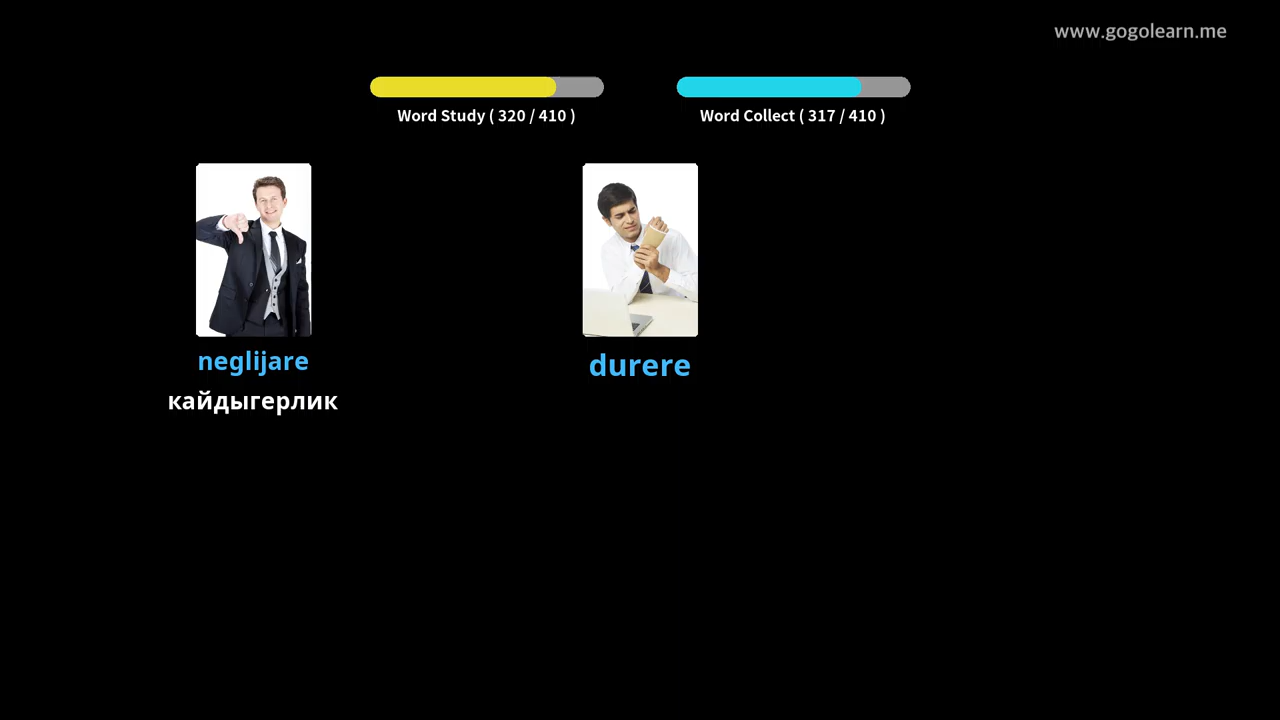 www.gogolearn.me
Word Study ( 320 / 410 )
Word Collect ( 317 / 410 )
neglijare
кайдыгерлик
durere